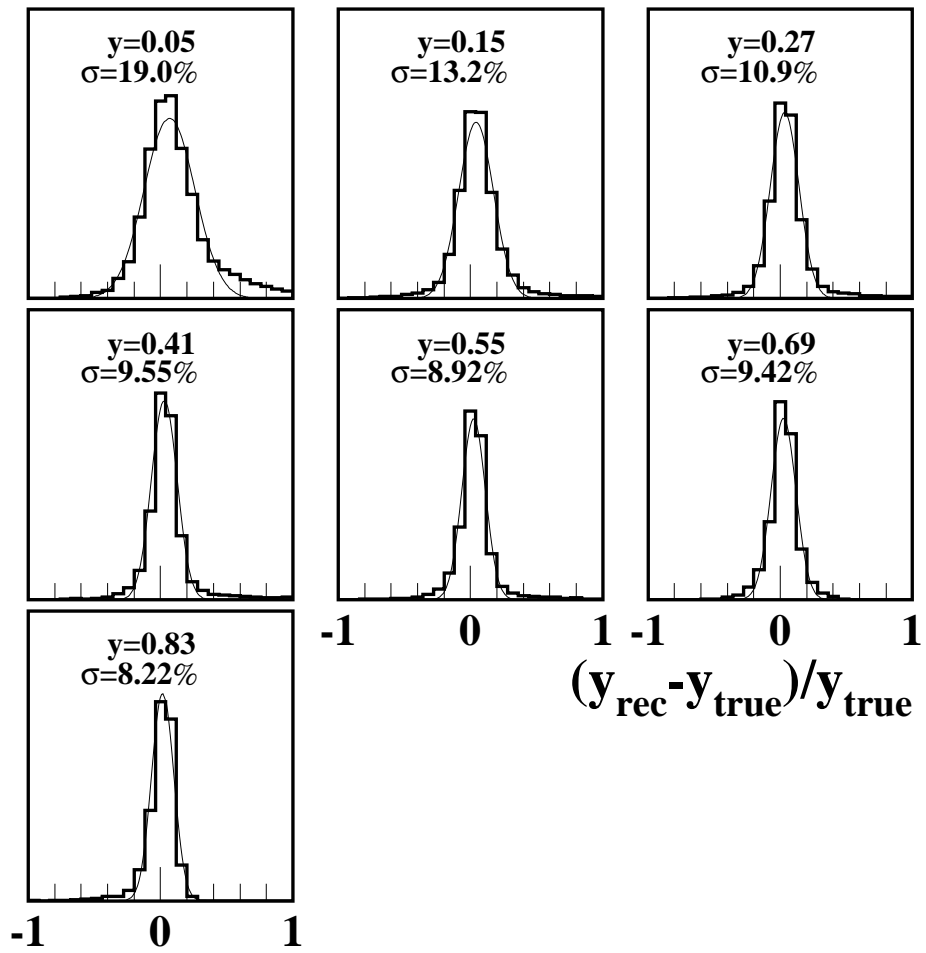 y=0.05
σ=19.0%
y=0.15
σ=13.2%
y=0.27
σ=10.9%
y=0.41
σ=9.55%
y=0.55
σ=8.92%
y=0.69
σ=9.42%
-1 0 1 -1 0 1
y=0.83
σ=8.22%
(y_rec-y_true)/y_true
-1 0 1